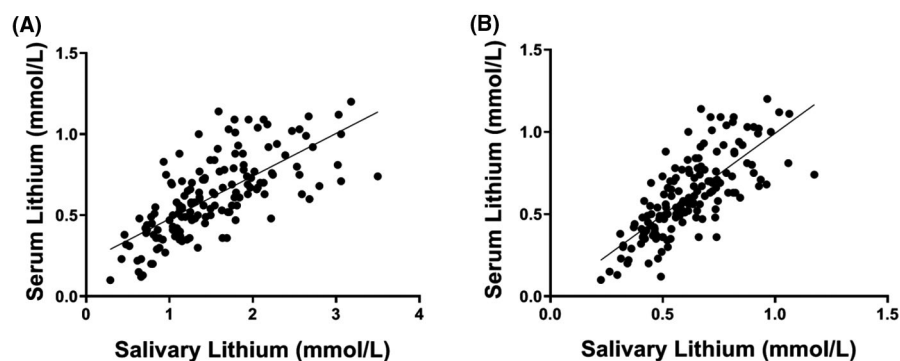 (A)
Serum Lithium (mmol/L)
1.5
1.0
0.5
0.0
0 1 2 3 4
Salivary Lithium (mmol/L)
(B)
Serum Lithium (mmol/L)
1.5
1.0
0.5
0.0
0.0 0.5 1.0 1.5
Salivary Lithium (mmol/L)